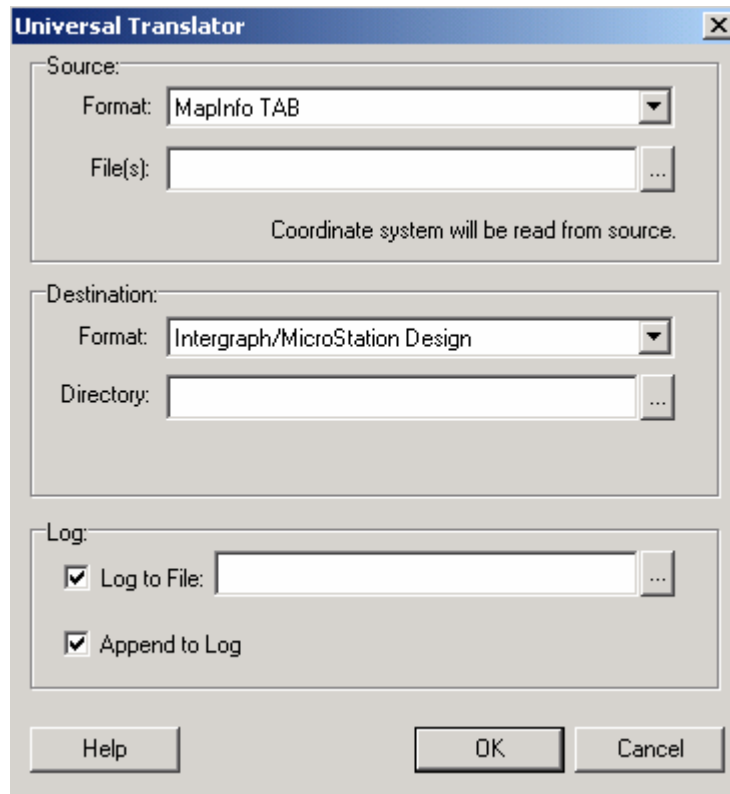 Universal Translator
Source:
Format: MapInfo TAB
File(s): ...
Coordinate system will be read from source.
Destination:
Format: Intergraph/MicroStation Design
Directory: ...
Log:
Log to File: ...
Append to Log
Help OK Cancel